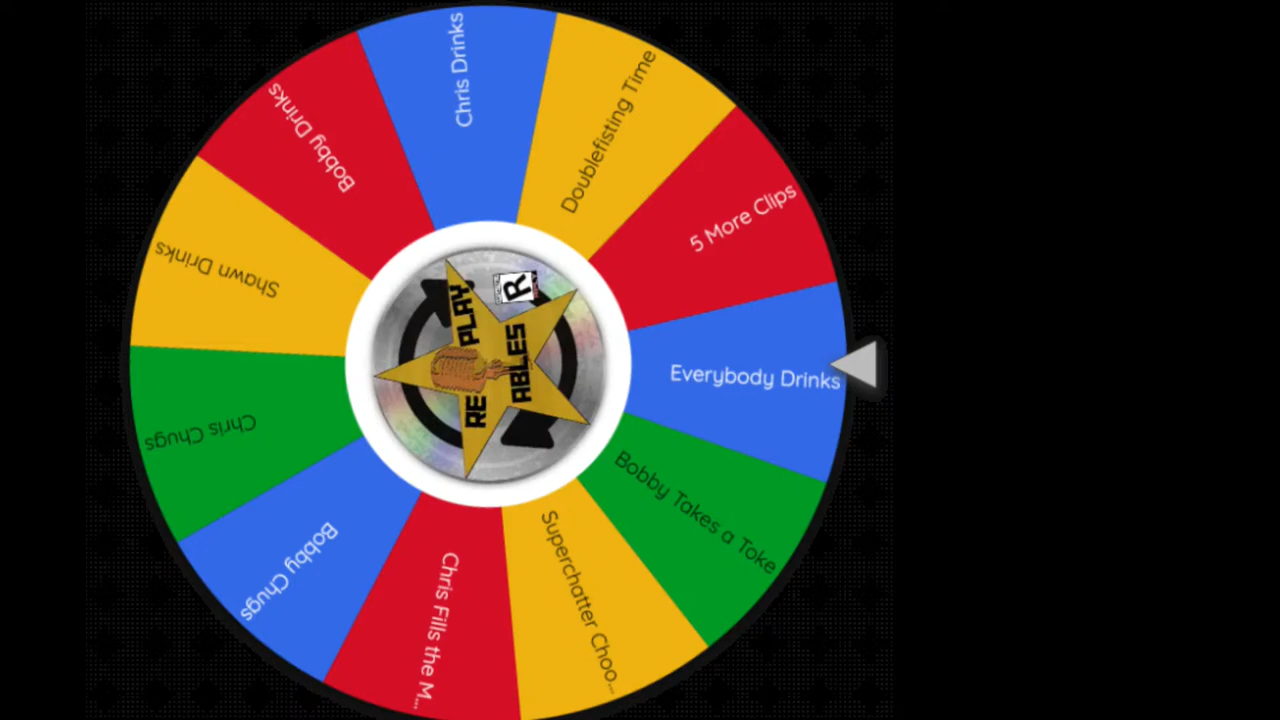 Chris Drinks
Doublefisting Time
5 More Clips
Everybody Drinks
Bobby Takes a Toke
Superchatter Choo...
Chris Fills the M...
Bobby Chugs
Chris Chugs
Shawn Drinks
Bobby Drinks
RE PLAY
ABLES
R